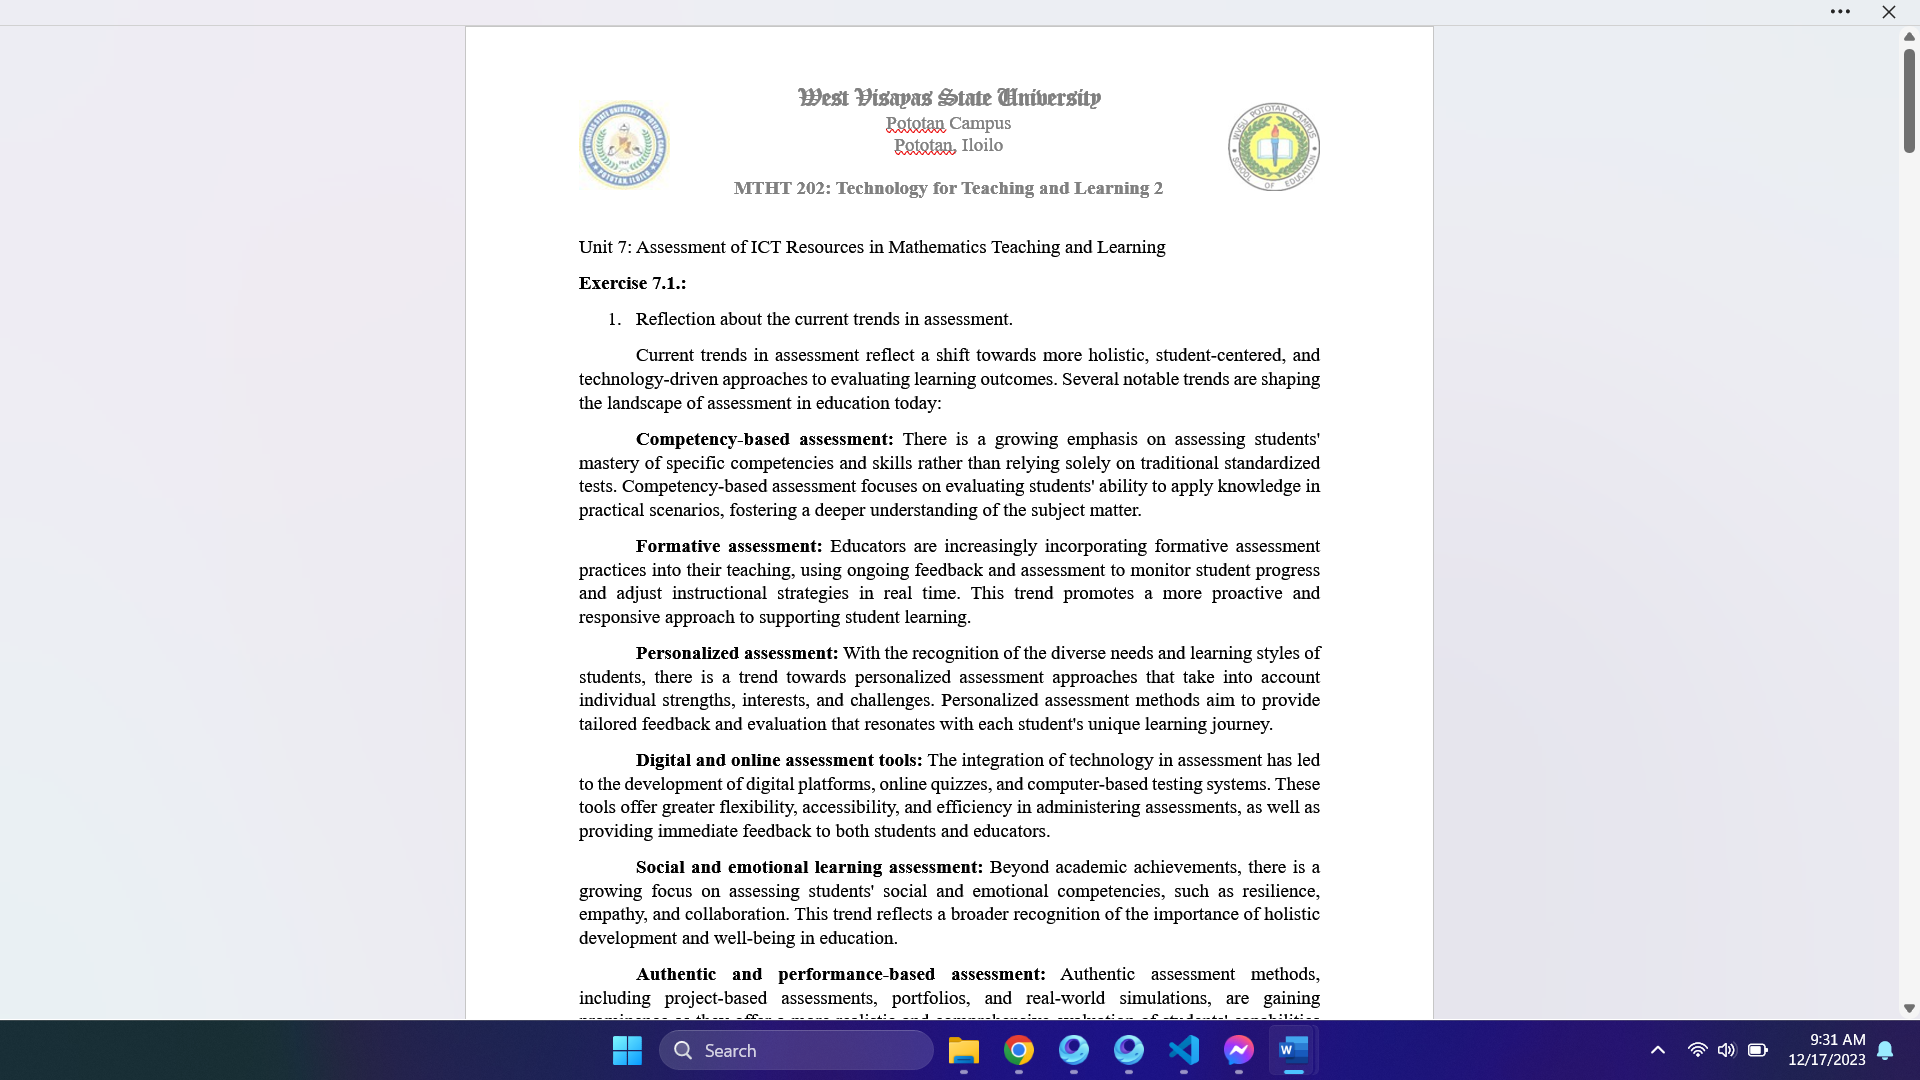 West Visayas State University
Pototan Campus
Pototan, Iloilo
WVSU POTOTAN CAMPUS
SCHOOL OF EDUCATION
MTHT 202: Technology for Teaching and Learning 2
Unit 7: Assessment of ICT Resources in Mathematics Teaching and Learning
Exercise 7.1.:
1. Reflection about the current trends in assessment.
Current trends in assessment reflect a shift towards more holistic, student-centered, and
technology-driven approaches to evaluating learning outcomes. Several notable trends are shaping
the landscape of assessment in education today:
Competency-based assessment: There is a growing emphasis on assessing students'
mastery of specific competencies and skills rather than relying solely on traditional standardized
tests. Competency-based assessment focuses on evaluating students' ability to apply knowledge in
practical scenarios, fostering a deeper understanding of the subject matter.
Formative assessment: Educators are increasingly incorporating formative assessment
practices into their teaching, using ongoing feedback and assessment to monitor student progress
and adjust instructional strategies in real time. This trend promotes a more proactive and
responsive approach to supporting student learning.
Personalized assessment: With the recognition of the diverse needs and learning styles of
students, there is a trend towards personalized assessment approaches that take into account
individual strengths, interests, and challenges. Personalized assessment methods aim to provide
tailored feedback and evaluation that resonates with each student's unique learning journey.
Digital and online assessment tools: The integration of technology in assessment has led
to the development of digital platforms, online quizzes, and computer-based testing systems. These
tools offer greater flexibility, accessibility, and efficiency in administering assessments, as well as
providing immediate feedback to both students and educators.
Social and emotional learning assessment: Beyond academic achievements, there is a
growing focus on assessing students' social and emotional competencies, such as resilience,
empathy, and collaboration. This trend reflects a broader recognition of the importance of holistic
development and well-being in education.
Authentic and performance-based assessment: Authentic assessment methods,
including project-based assessments, portfolios, and real-world simulations, are gaining
Search
9:31 AM
12/17/2023